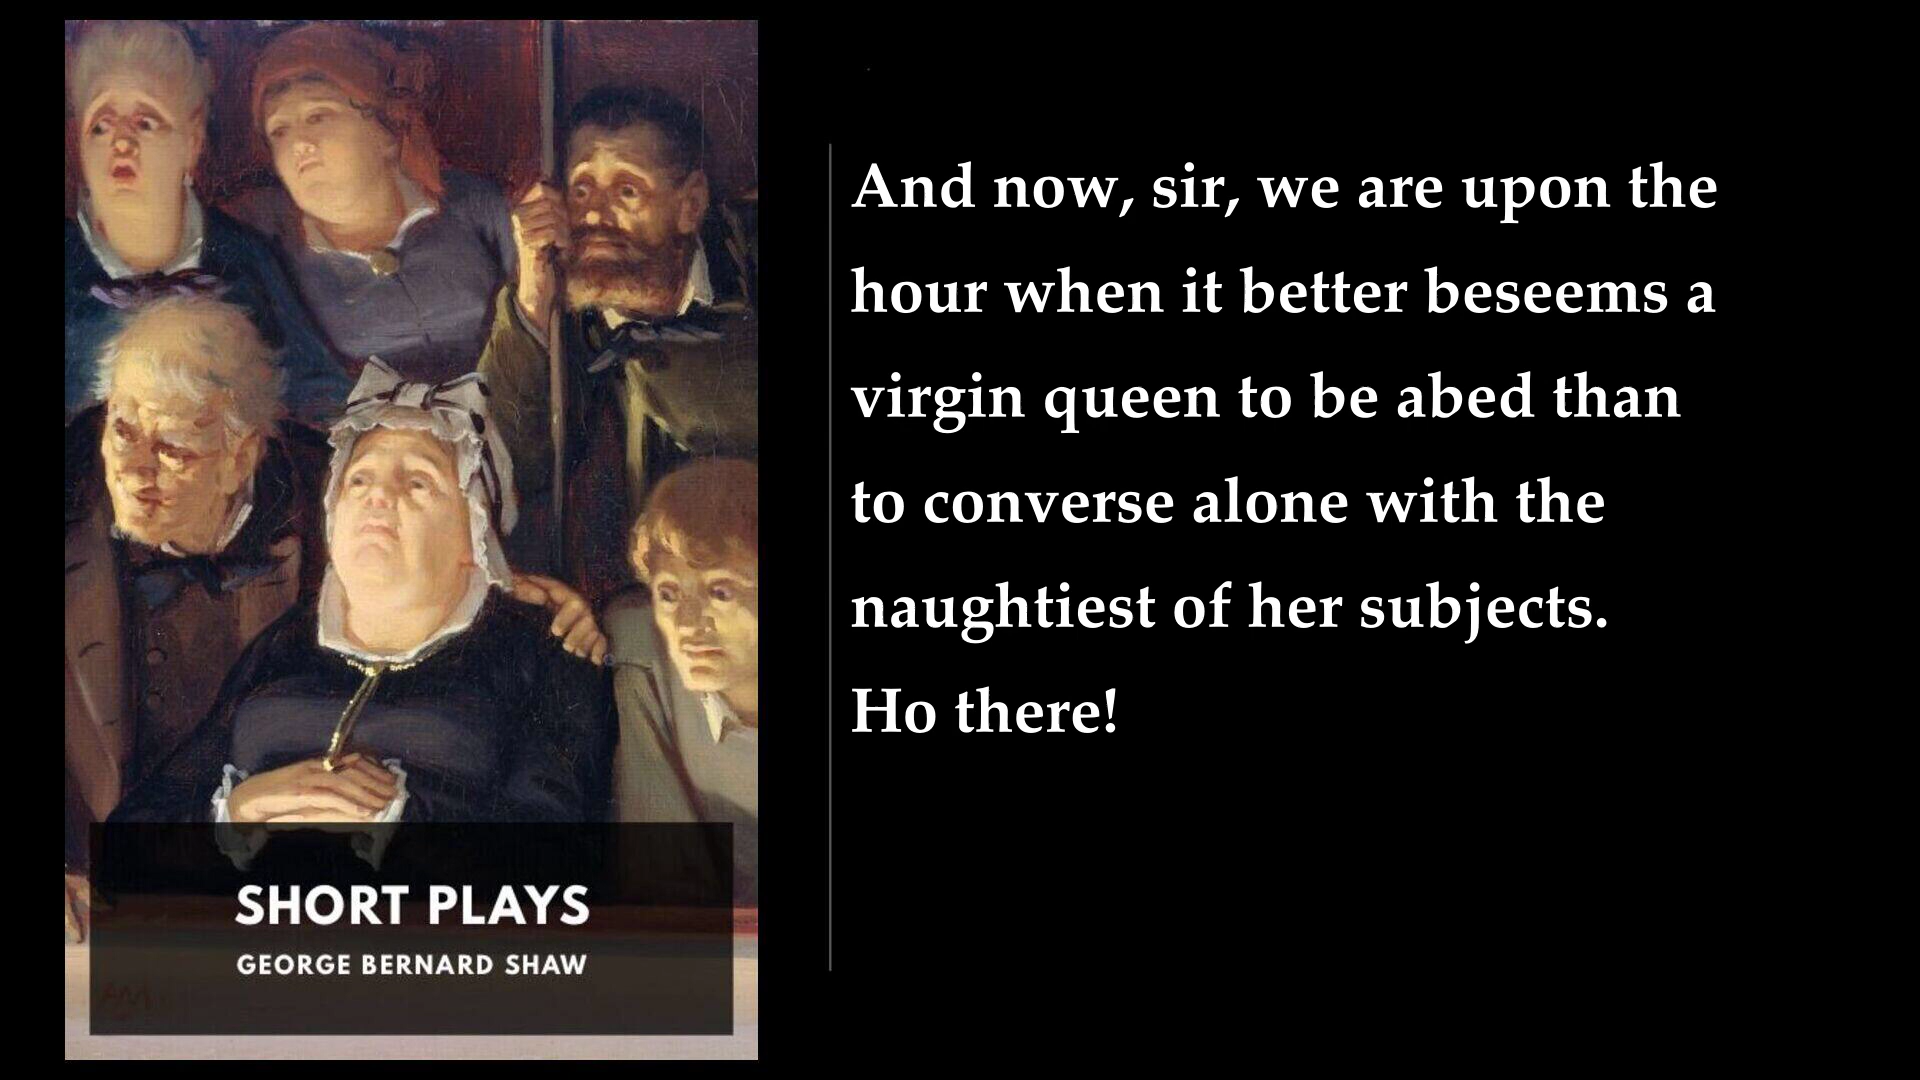 And now, sir, we are upon the
hour when it better beseems a
virgin queen to be abed than
to converse alone with the
naughtiest of her subjects.
Ho there!
SHORT PLAYS
GEORGE BERNARD SHAW